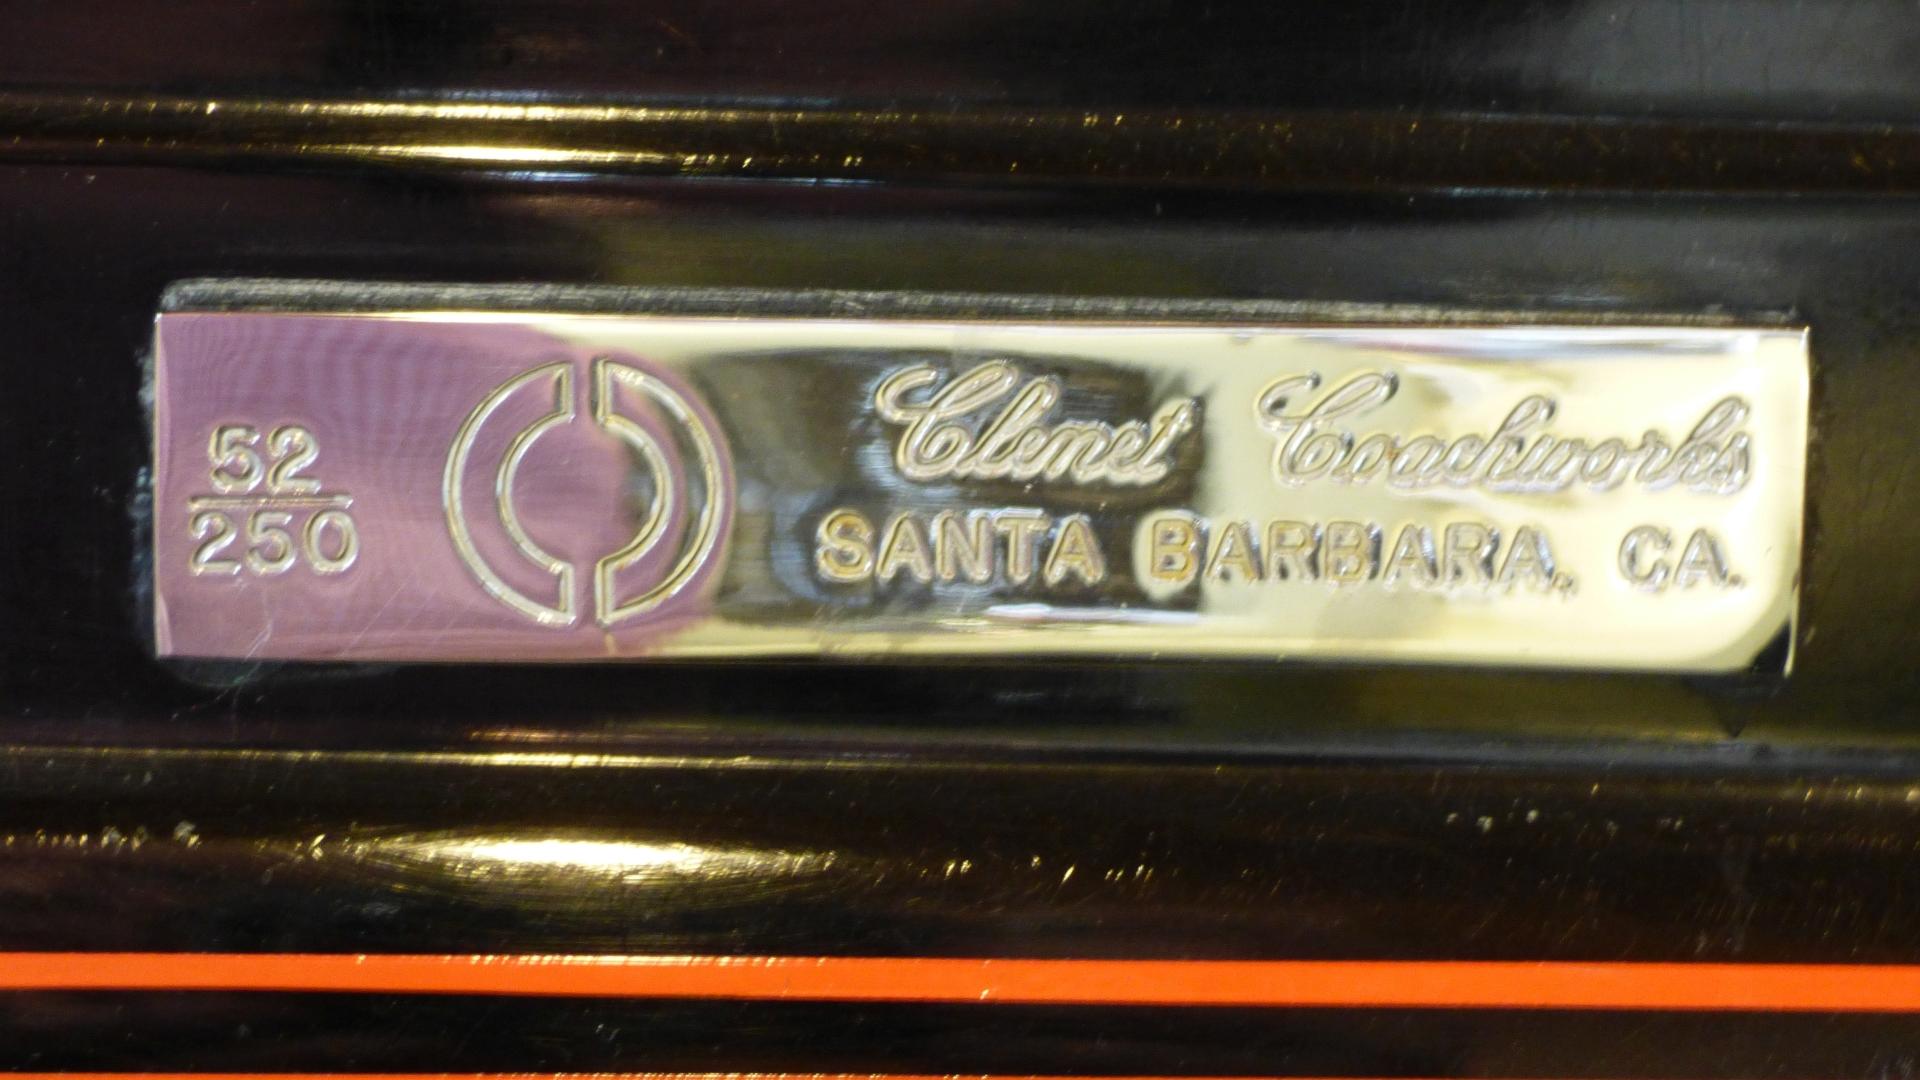 52
250
Clenet Coachworks
SANTA BARBARA, CA.